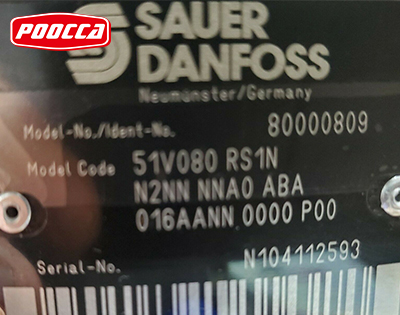 POOCCA
SAUER
DANFOSS
Neumünster/Germany
Model-No./Ident-No. 80000809
Model Code 51V080 RS1N
N2NN NNA0 ABA
016AANN 0000 P00
Serial-No. N104112593